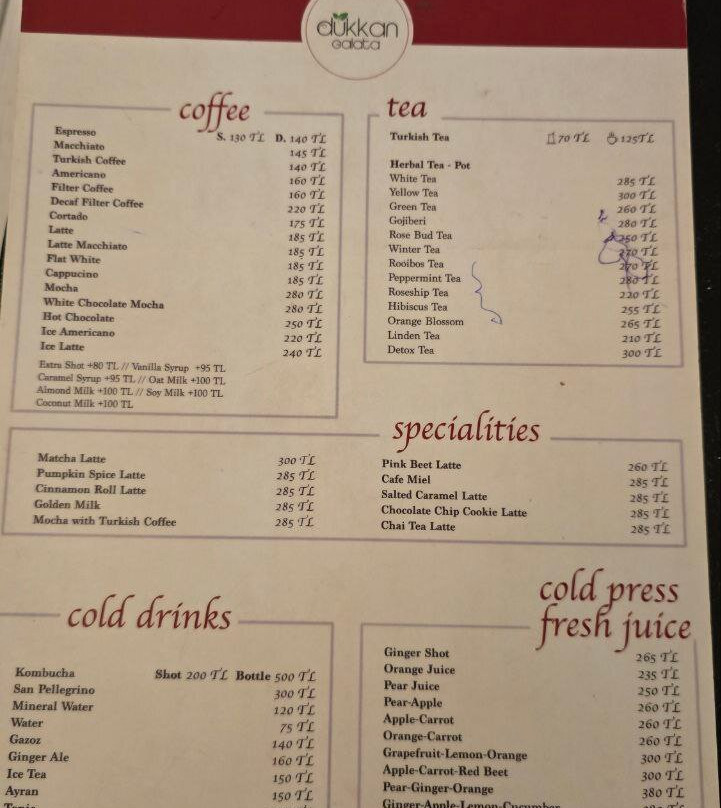 dükkan
Galata
coffee
Espresso S. 130 TL D. 140 TL
Macchiato 145 TL
Turkish Coffee 140 TL
Americano 160 TL
Filter Coffee 160 TL
Decaf Filter Coffee 220 TL
Cortado 175 TL
Latte 185 TL
Latte Macchiato 185 TL
Flat White 185 TL
Cappucino 185 TL
Mocha 280 TL
White Chocolate Mocha 280 TL
Hot Chocolate 250 TL
Ice Americano 220 TL
Ice Latte 240 TL
Extra Shot +80 TL // Vanilla Syrup +95 TL
Caramel Syrup +95 TL // Oat Milk +100 TL
Almond Milk +100 TL // Soy Milk +100 TL
Coconut Milk +100 TL
tea
Turkish Tea 70 TL 125TL
Herbal Tea - Pot
White Tea 285 TL
Yellow Tea 300 TL
Green Tea 260 TL
Gojiberi 280 TL
Rose Bud Tea 250 TL
Winter Tea 270 TL
Rooibos Tea 270 TL
Peppermint Tea 280 TL
Roseship Tea 220 TL
Hibiscus Tea 255 TL
Orange Blossom 265 TL
Linden Tea 210 TL
Detox Tea 300 TL
specialities
Matcha Latte 300 TL
Pumpkin Spice Latte 285 TL
Cinnamon Roll Latte 285 TL
Golden Milk 285 TL
Mocha with Turkish Coffee 285 TL
Pink Beet Latte 260 TL
Cafe Miel 285 TL
Salted Caramel Latte 285 TL
Chocolate Chip Cookie Latte 285 TL
Chai Tea Latte 285 TL
cold drinks
Kombucha Shot 200 TL Bottle 500 TL
San Pellegrino 300 TL
Mineral Water 120 TL
Water 75 TL
Gazoz 140 TL
Ginger Ale 160 TL
Ice Tea 150 TL
Ayran 150 TL
cold press
fresh juice
Ginger Shot 265 TL
Orange Juice 235 TL
Pear Juice 250 TL
Pear-Apple 260 TL
Apple-Carrot 260 TL
Orange-Carrot 260 TL
Grapefruit-Lemon-Orange 300 TL
Apple-Carrot-Red Beet 300 TL
Pear-Ginger-Orange 380 TL
Ginger-Apple-Lemon-Cucumber